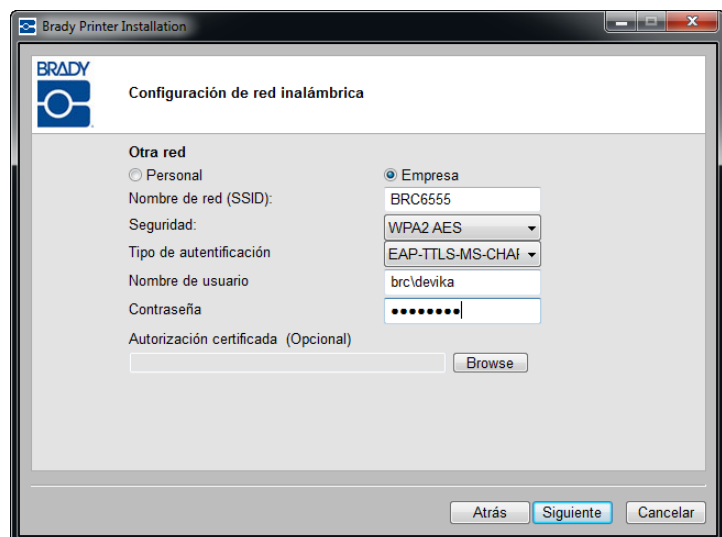 Brady Printer Installation
BRADY
Configuración de red inalámbrica
Otra red
Personal
Empresa
Nombre de red (SSID):
BRC6555
Seguridad:
WPA2 AES
Tipo de autentificación
EAP-TTLS-MS-CHAI
Nombre de usuario
brc\devika
Contraseña
••••••••
Autorización certificada (Opcional)
Browse
Atrás
Siguiente
Cancelar